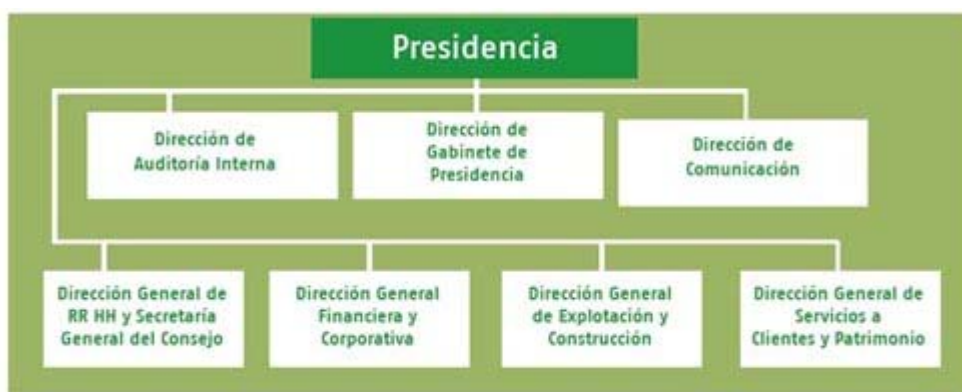 Presidencia
Dirección de
Auditoría Interna
Dirección de
Gabinete de
Presidencia
Dirección de
Comunicación
Dirección General de
RR HH y Secretaría
General del Consejo
Dirección General
Financiera y
Corporativa
Dirección General
de Explotación y
Construcción
Dirección General de
Servicios a
Clientes y Patrimonio